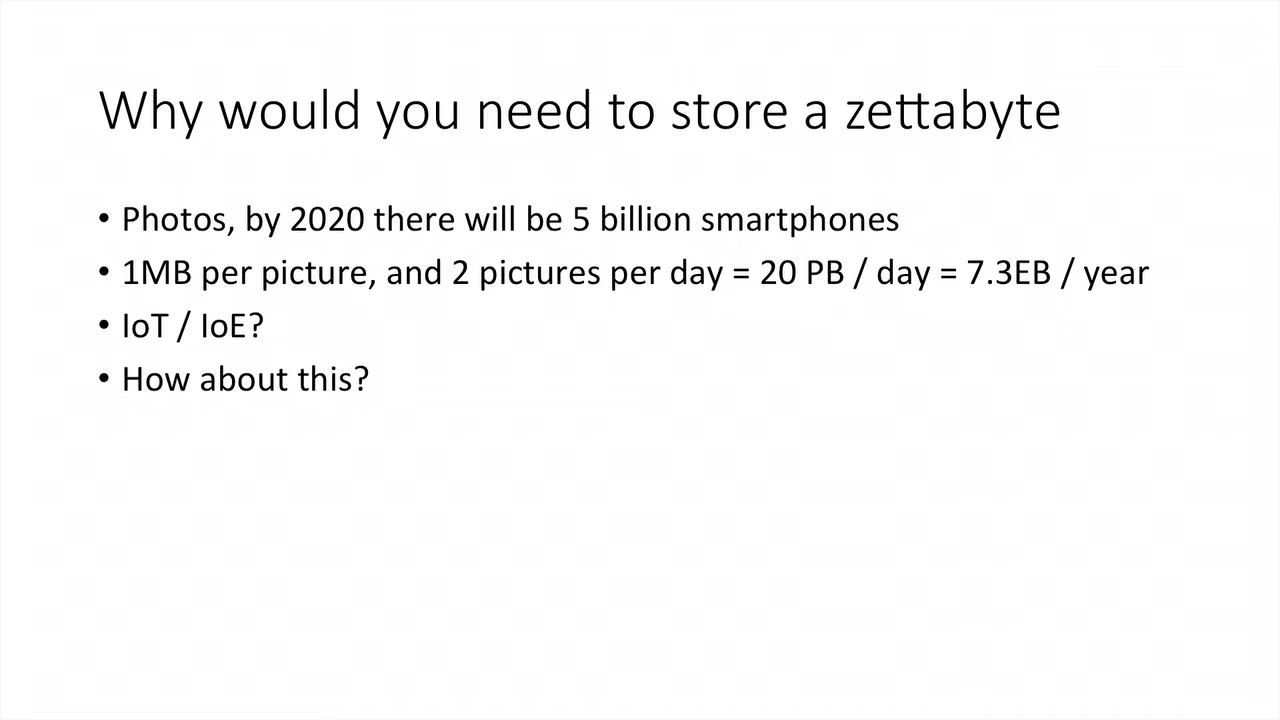 Why would you need to store a zettabyte
• Photos, by 2020 there will be 5 billion smartphones
• 1MB per picture, and 2 pictures per day = 20 PB / day = 7.3EB / year
• IoT / IoE?
• How about this?